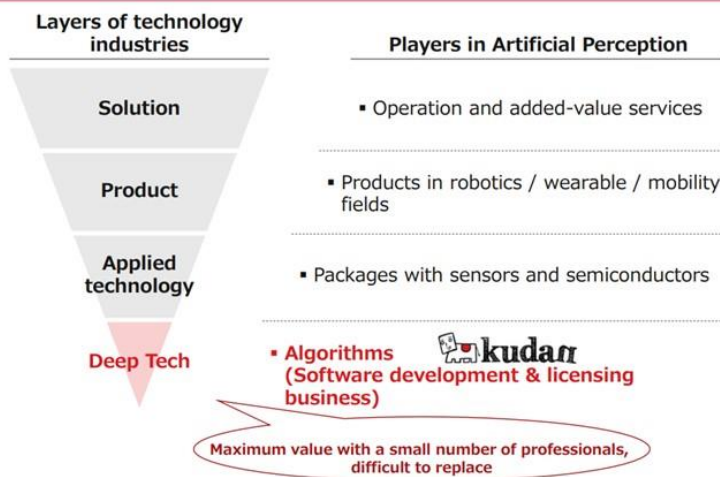 Layers of technology
industries
Players in Artificial Perception
Solution
▪ Operation and added-value services
Product
▪ Products in robotics / wearable / mobility
fields
Applied
technology
▪ Packages with sensors and semiconductors
Deep Tech
▪ Algorithms
kudan
(Software development & licensing
business)
Maximum value with a small number of professionals,
difficult to replace